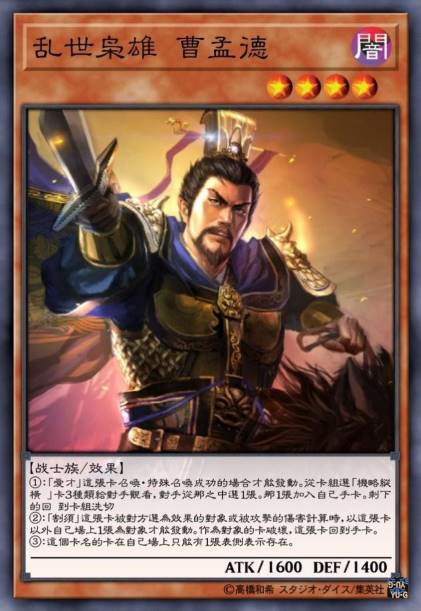 乱世枭雄 曹孟德
闇
【战士族/效果】
①:「愛才」這張卡召喚・特殊召喚成功的場合才能發動。從卡組選「機略縱
橫 」卡3種類給對手觀看,對手從那之中選1張。那1張加入自己手卡。剩下
的回 到卡組洗切
②:「割須」這張卡被對方選為效果的對象或被攻擊的傷害計算時,以這張卡
以外自己場上1張為對象才能發動。作為對象的卡破壞,這張卡回到手卡。
③:這個卡名的卡在自己場上只能有1張表側表示存在。
ATK/1600 DEF/1400
©高橋和希 スタジオ・ダイス/集英社